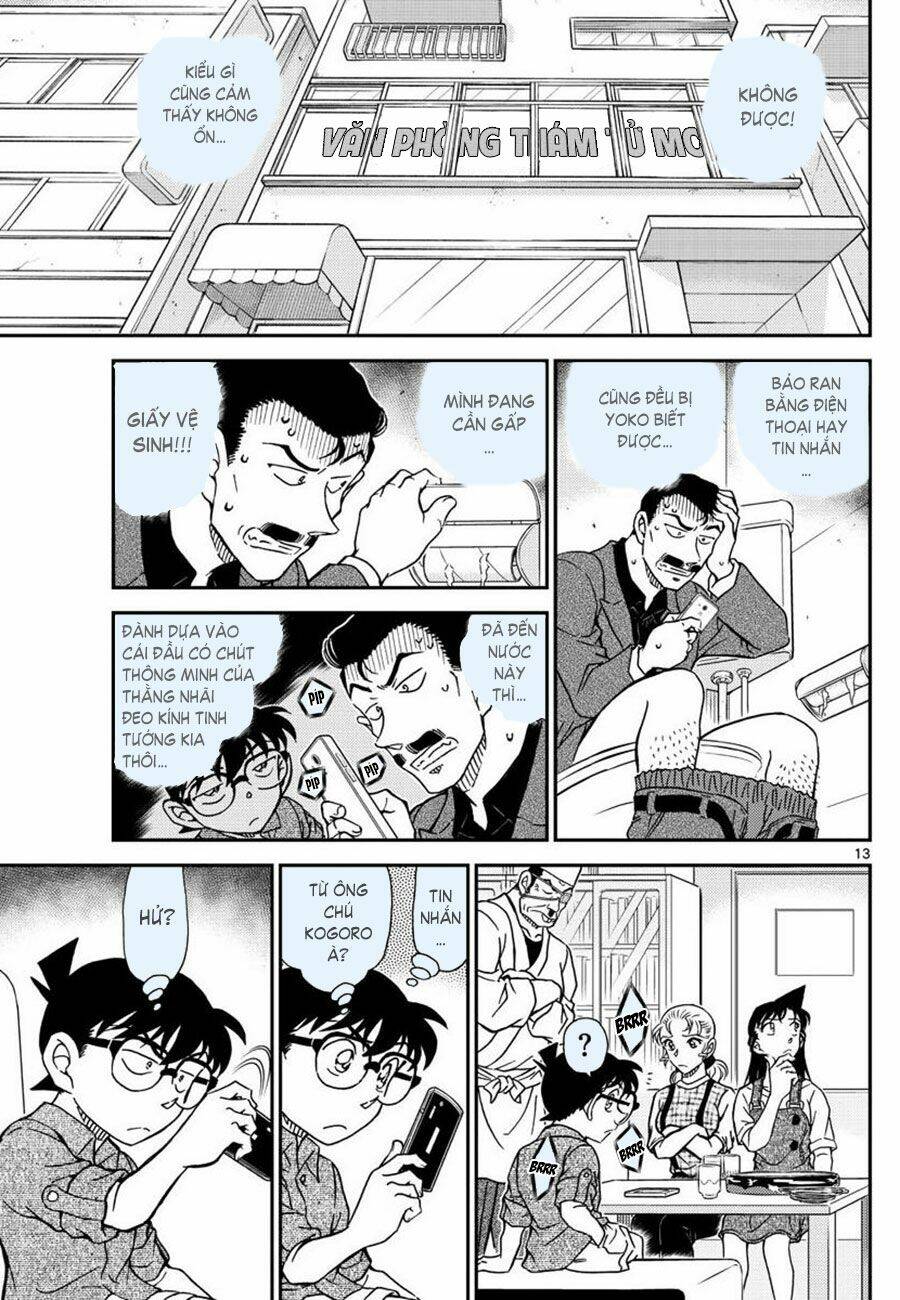 KHÔNG
ĐƯỢC!
KIỂU GÌ
CŨNG CẢM
THẤY KHÔNG
ỔN...
VĂN PHÒNG THÁM TỬ MO
BẢO RAN
BẰNG ĐIỆN
THOẠI HAY
TIN NHẮN
...
CŨNG ĐỀU BỊ
YOKO BIẾT
ĐƯỢC...
MÌNH ĐANG
CẦN GẤP
...
GIẤY VỆ
SINH!!!
ĐÃ ĐẾN
NƯỚC
NÀY
THÌ...
ĐÀNH DỰA VÀO
CÁI ĐẦU CÓ CHÚT
THÔNG MINH CỦA
THẰNG NHÃI
ĐEO KÍNH TINH
TƯỚNG KIA
THÔI...
PIP
PIP
PIP
13
BRRR
?
BRRR
BRRR
TIN
NHẮN
...
TỪ ÔNG
CHÚ
KOGORO
À?
HỬ?